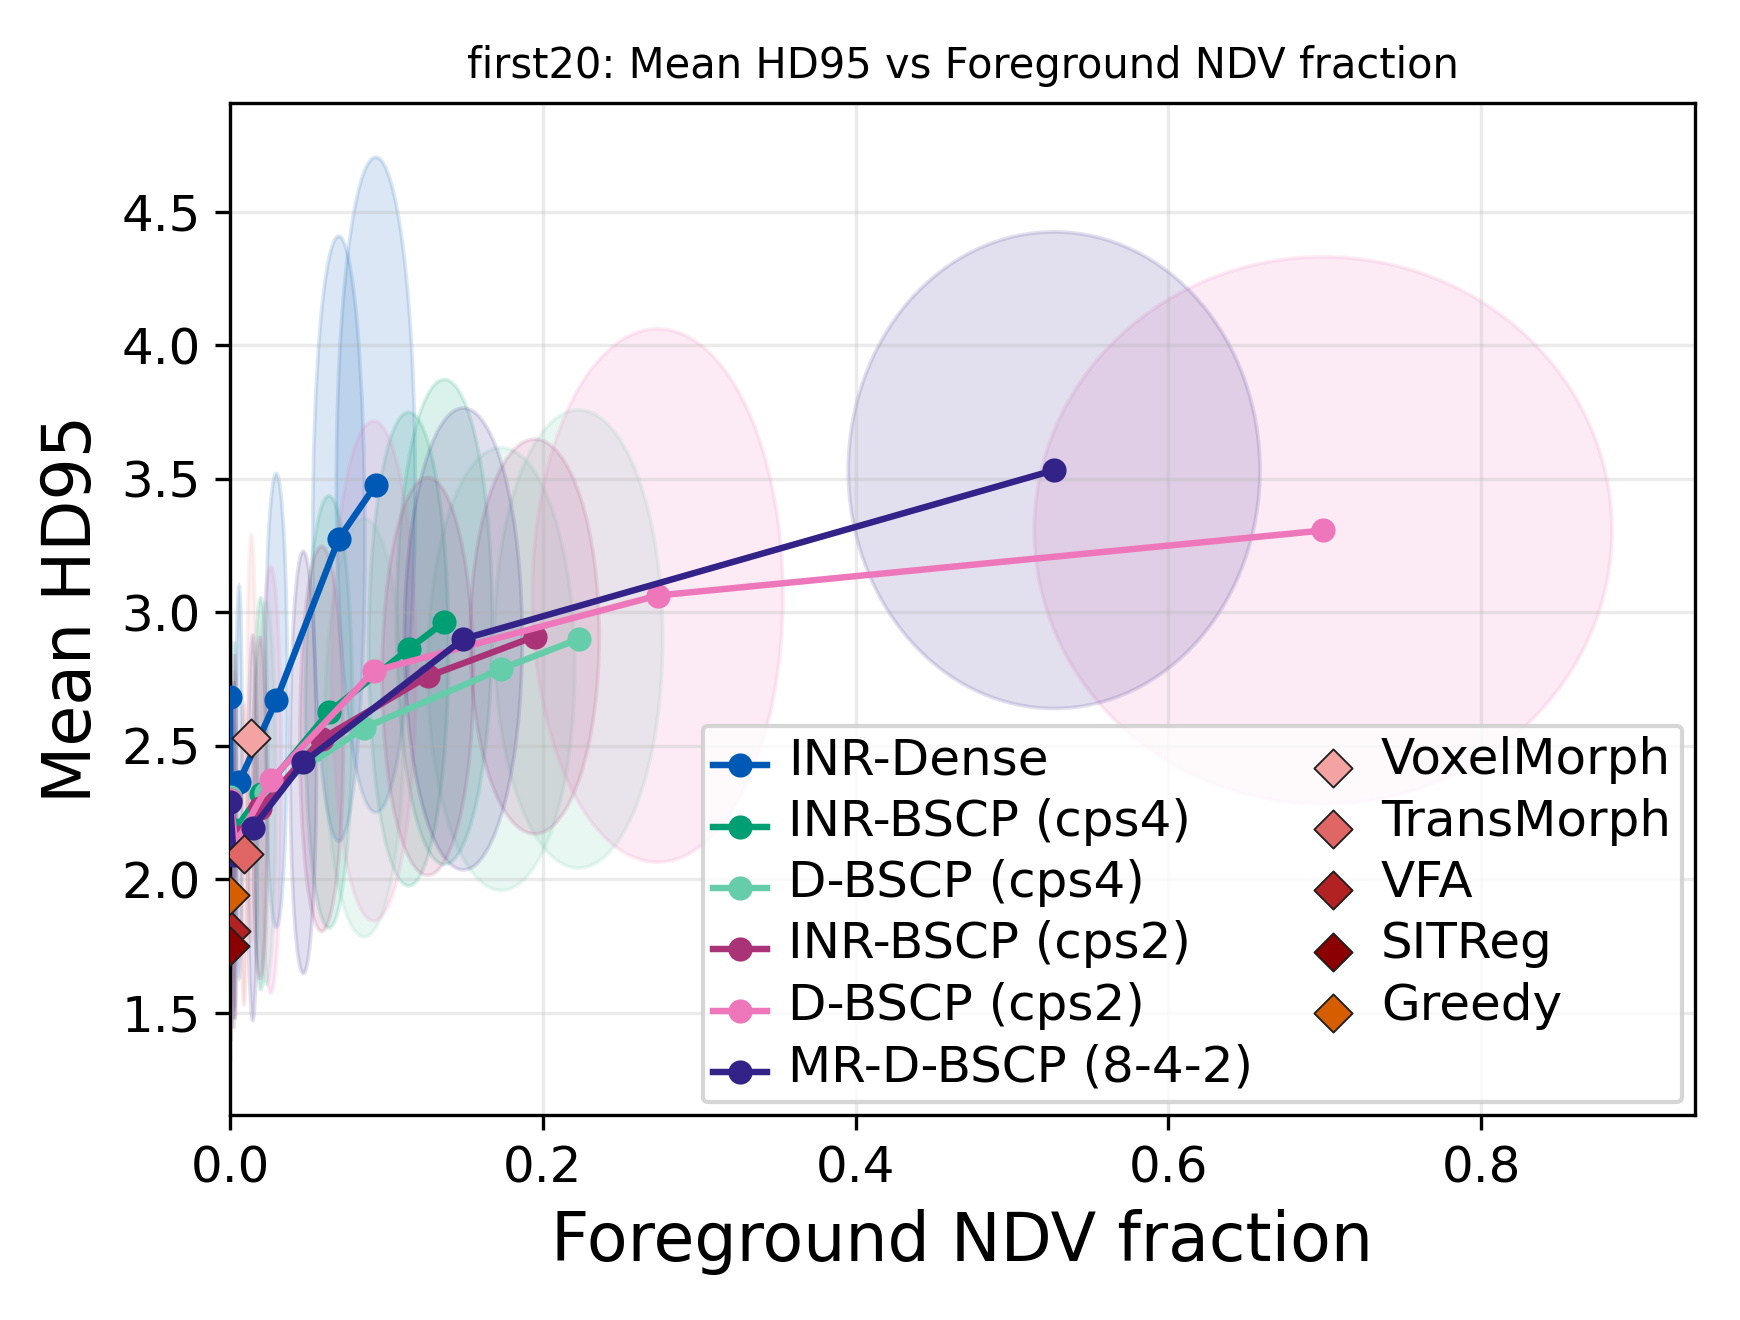 first20: Mean HD95 vs Foreground NDV fraction
Mean HD95
4.5
4.0
3.5
3.0
2.5
2.0
1.5
0.0
0.2
0.4
0.6
0.8
Foreground NDV fraction
INR-Dense
INR-BSCP (cps4)
D-BSCP (cps4)
INR-BSCP (cps2)
D-BSCP (cps2)
MR-D-BSCP (8-4-2)
VoxelMorph
TransMorph
VFA
SITReg
Greedy